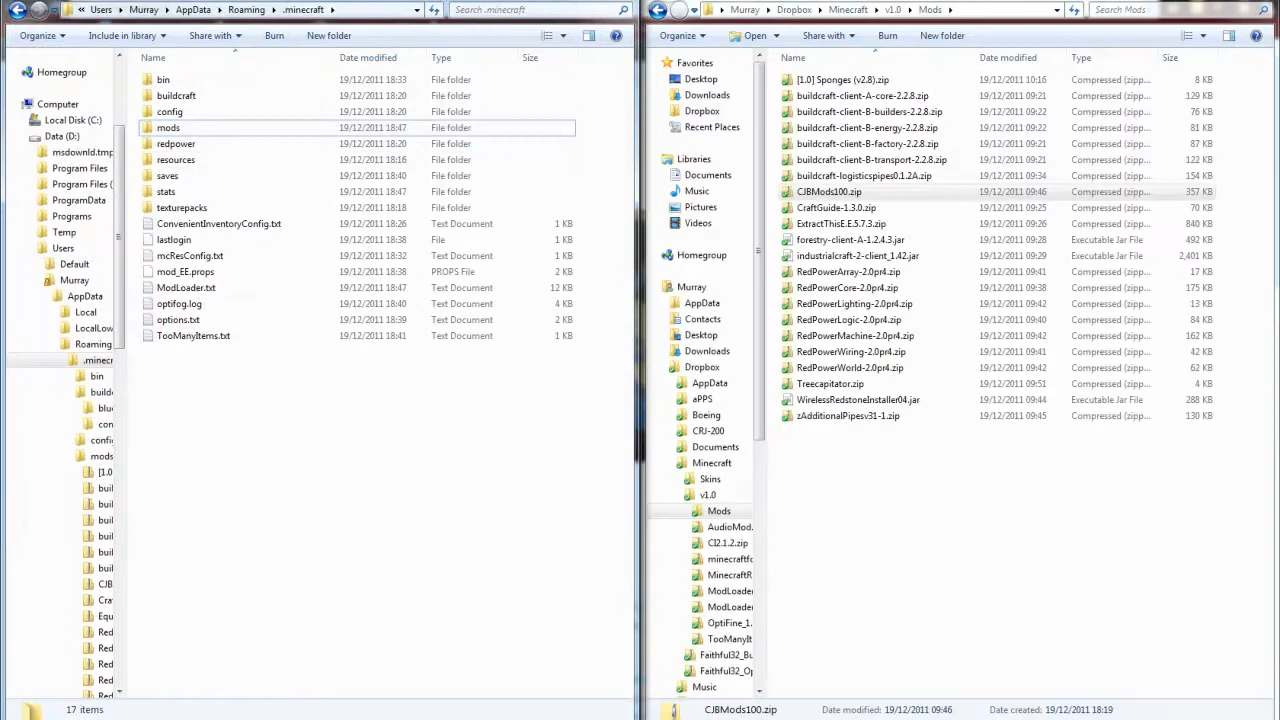 « Users ▸ Murray ▸ AppData ▸ Roaming ▸ .minecraft ▸
Search .minecraft
Organize
Include in library
Share with
Burn
New folder
Name
Date modified
Type
Size
Homegroup
Computer
Local Disk (C:)
Data (D:)
msdownld.tmp
Program Files
Program Files (
ProgramData
Programs
Temp
Users
Default
Murray
AppData
Local
LocalLow
Roaming
.minecr
bin
build
blu
con
config
mods
[1.0
buil
buil
buil
buil
buil
buil
CJB
Cra
Equ
Red
Red
Red
Red
Red
bin 19/12/2011 18:33 File folder
buildcraft 19/12/2011 18:20 File folder
config 19/12/2011 18:20 File folder
mods 19/12/2011 18:47 File folder
redpower 19/12/2011 18:20 File folder
resources 19/12/2011 18:16 File folder
saves 19/12/2011 18:41 File folder
stats 19/12/2011 18:47 File folder
texturepacks 19/12/2011 18:18 File folder
ConvenientInventoryConfig.txt 19/12/2011 18:26 Text Document 1 KB
lastlogin 19/12/2011 18:38 File 1 KB
mcResConfig.txt 19/12/2011 18:34 Text Document 1 KB
mod_EE.props 19/12/2011 18:38 PROPS File 2 KB
ModLoader.txt 19/12/2011 18:47 Text Document 12 KB
optifog.log 19/12/2011 18:40 Text Document 4 KB
options.txt 19/12/2011 18:39 Text Document 2 KB
TooManyItems.txt 19/12/2011 18:41 Text Document 1 KB
17 items
▸ Murray ▸ Dropbox ▸ Minecraft ▸ v1.0 ▸ Mods ▸
Search Mods
Organize
Open
Share with
Burn
New folder
Name
Date modified
Type
Size
Favorites
Desktop
Downloads
Dropbox
Recent Places
Libraries
Documents
Music
Pictures
Videos
Homegroup
Murray
AppData
Contacts
Desktop
Downloads
Dropbox
AppData
aPPS
Boeing
CRJ-200
Documents
Minecraft
Skins
v1.0
Mods
AudioMod.
CI2.1.2.zip
minecraftfo
MinecraftR
ModLoade
ModLoade
OptiFine_1.
TooManyIt
Faithful32_Bu
Faithful32_Op
Music
[1.0] Sponges (v2.8).zip 19/12/2011 10:16 Compressed (zipp... 8 KB
buildcraft-client-A-core-2.2.8.zip 19/12/2011 09:21 Compressed (zipp... 129 KB
buildcraft-client-B-builders-2.2.8.zip 19/12/2011 09:21 Compressed (zipp... 76 KB
buildcraft-client-B-energy-2.2.8.zip 19/12/2011 09:21 Compressed (zipp... 81 KB
buildcraft-client-B-factory-2.2.8.zip 19/12/2011 09:21 Compressed (zipp... 87 KB
buildcraft-client-B-transport-2.2.8.zip 19/12/2011 09:21 Compressed (zipp... 122 KB
buildcraft-logisticspipes0.1.2A.zip 19/12/2011 09:34 Compressed (zipp... 154 KB
CJBMods100.zip 19/12/2011 09:46 Compressed (zipp... 357 KB
CraftGuide-1.3.0.zip 19/12/2011 09:25 Compressed (zipp... 70 KB
ExtractThisE.E.5.7.3.zip 19/12/2011 09:26 Compressed (zipp... 840 KB
forestry-client-A-1.2.4.3.jar 19/12/2011 09:28 Executable Jar File 492 KB
industrialcraft-2-client_1.42.jar 19/12/2011 09:29 Executable Jar File 2,401 KB
RedPowerArray-2.0pr4.zip 19/12/2011 09:41 Compressed (zipp... 17 KB
RedPowerCore-2.0pr4.zip 19/12/2011 09:38 Compressed (zipp... 175 KB
RedPowerLighting-2.0pr4.zip 19/12/2011 09:42 Compressed (zipp... 13 KB
RedPowerLogic-2.0pr4.zip 19/12/2011 09:40 Compressed (zipp... 84 KB
RedPowerMachine-2.0pr4.zip 19/12/2011 09:42 Compressed (zipp... 162 KB
RedPowerWiring-2.0pr4.zip 19/12/2011 09:41 Compressed (zipp... 42 KB
RedPowerWorld-2.0pr4.zip 19/12/2011 09:42 Compressed (zipp... 62 KB
Treecapitator.zip 19/12/2011 09:51 Compressed (zipp... 4 KB
WirelessRedstoneInstaller04.jar 19/12/2011 09:44 Executable Jar File 288 KB
zAdditionalPipesv31-1.zip 19/12/2011 09:45 Compressed (zipp... 130 KB
CJBMods100.zip
Date modified: 19/12/2011 09:46
Date created: 19/12/2011 18:19